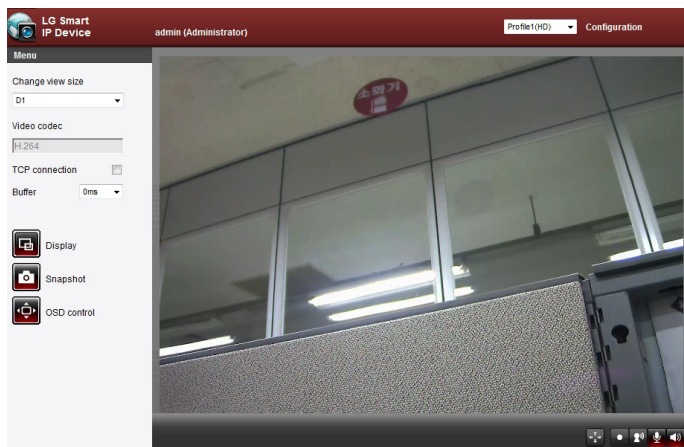 LG Smart
IP Device
admin (Administrator)
Profile1(HD)
Configuration
Menu
Change view size
D1
Video codec
H.264
TCP connection
Buffer
0ms
Display
Snapshot
OSD control
소화기